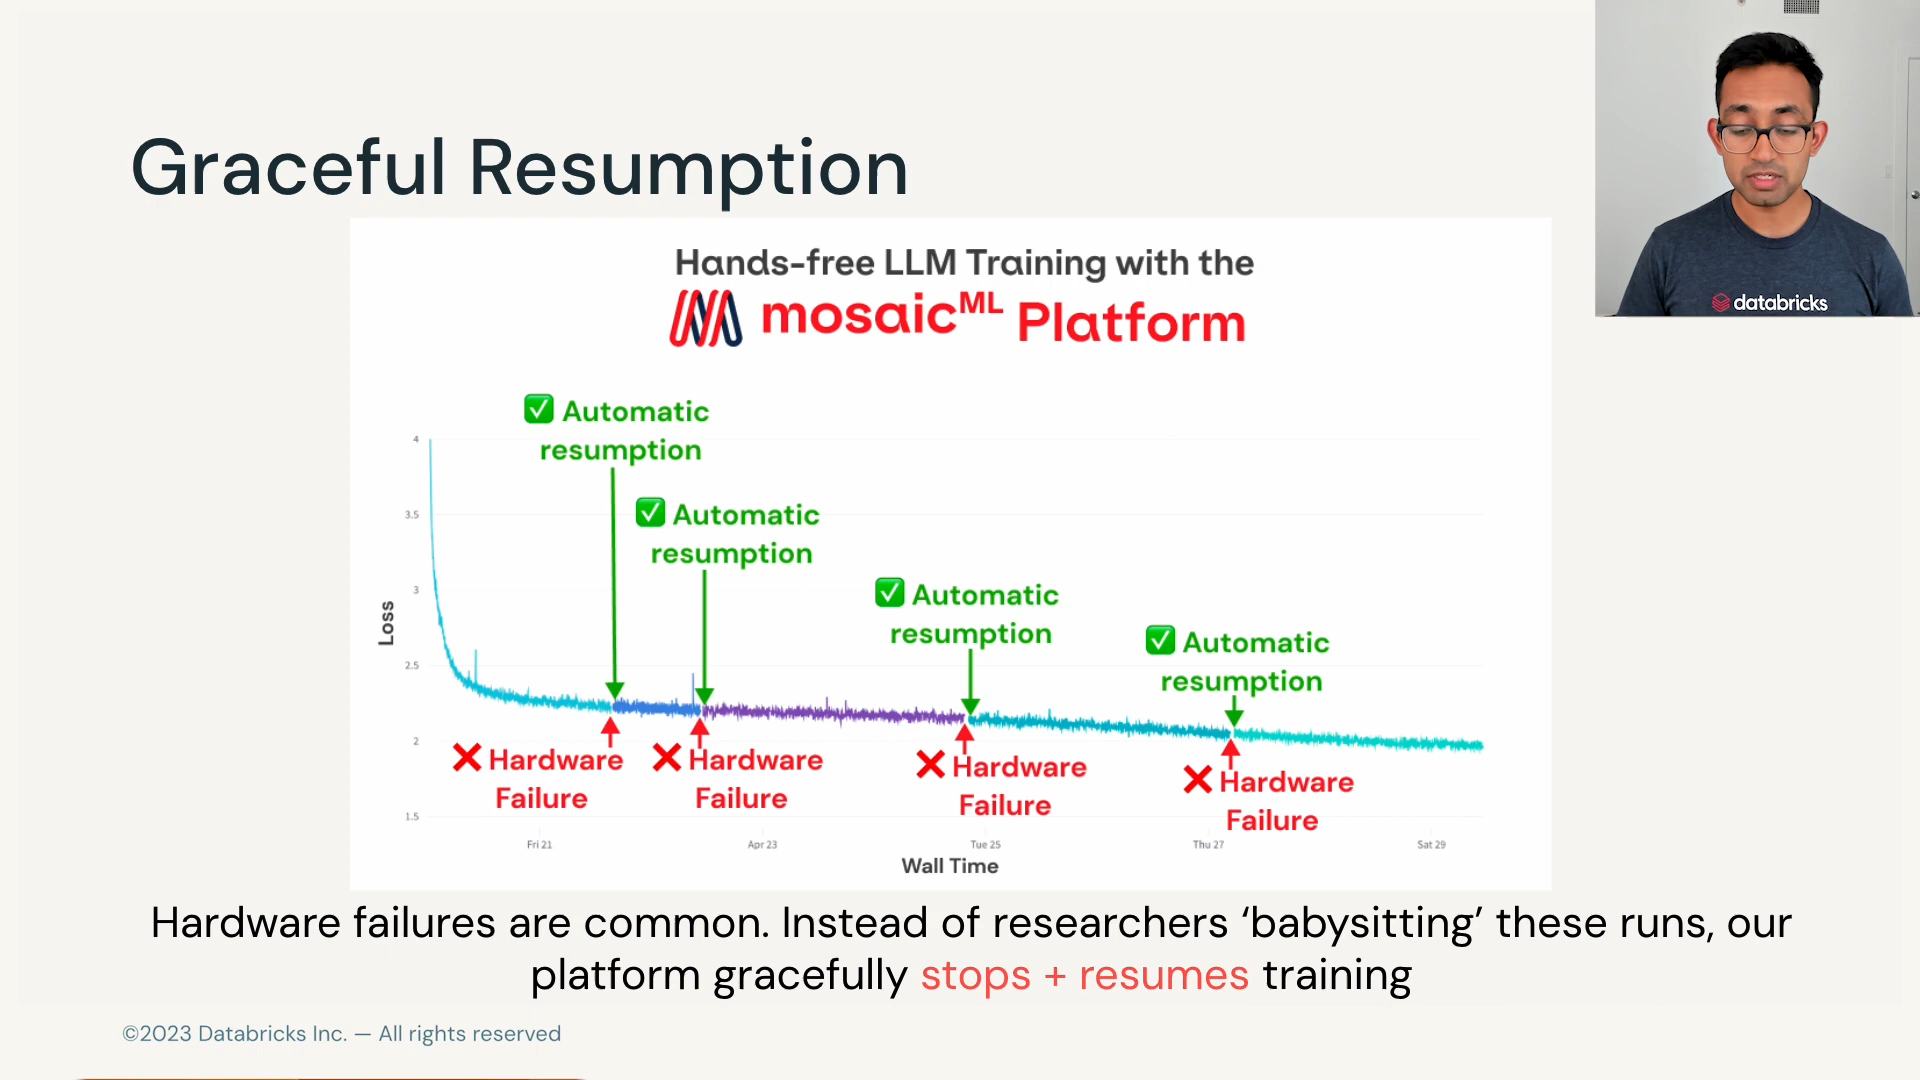 Graceful Resumption
databricks
Hands-free LLM Training with the
mosaicML Platform
✅ Automatic
resumption
✅ Automatic
resumption
✅ Automatic
resumption
✅ Automatic
resumption
4
3.5
3
2.5
2
1.5
Loss
❌ Hardware
Failure
❌ Hardware
Failure
❌ Hardware
Failure
❌ Hardware
Failure
Fri 21
Apr 23
Tue 25
Thu 27
Sat 29
Wall Time
Hardware failures are common. Instead of researchers ‘babysitting’ these runs, our
platform gracefully stops + resumes training
©2023 Databricks Inc. — All rights reserved